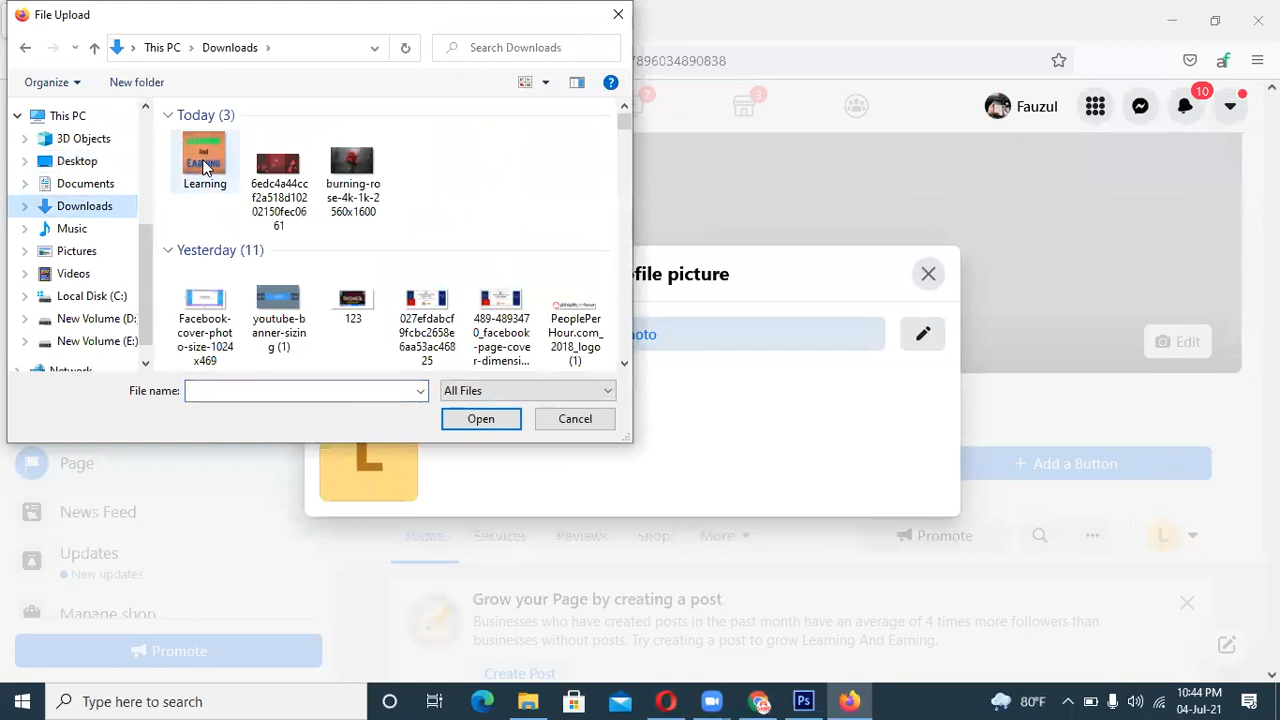 File Upload
This PC
Downloads
Search Downloads
7896034890838
Organize
New folder
This PC
3D Objects
Desktop
Documents
Downloads
Music
Pictures
Videos
Local Disk (C:)
New Volume (D:
New Volume (E:)
Today (3)
LEARNING
And
EARNING
Learning
6edc4a44cc
f2a518d102
02150fec06
61
burning-ro
se-4k-1k-2
560x1600
Yesterday (11)
Facebook-
cover-phot
o-size-1024
x469
youtube-b
anner-sizin
g (1)
123
027efdabcf
9fcbc2658e
6aa53ac468
25
489-489347
0_facebook
-page-cove
r-dimensi...
PeoplePer
Hour.com_
2018_logo
(1)
File name:
All Files
Open
Cancel
7
3
Fauzul
10
file picture
oto
Edit
L
Page
News Feed
Updates
New updates
Manage shop
Promote
+ Add a Button
Home
Services
Reviews
Shop
More
Promote
L
Grow your Page by creating a post
Businesses who have created posts in the past month have an average of 4 times more followers than
businesses without posts. Try creating a post to grow Learning And Earning.
Create Post
Type here to search
Ps
80°F
10:44 PM
04-Jul-21